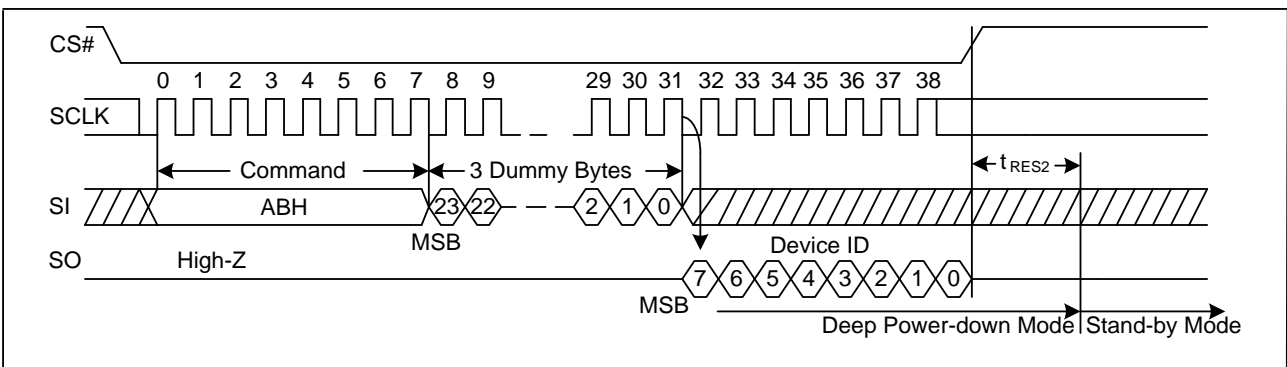 CS#
0 1 2 3 4 5 6 7 8 9 29 30 31 32 33 34 35 36 37 38
SCLK
Command 3 Dummy Bytes tRES2
SI ABH 23 22 2 1 0
MSB
SO High-Z Device ID
7 6 5 4 3 2 1 0
MSB
Deep Power-down Mode Stand-by Mode